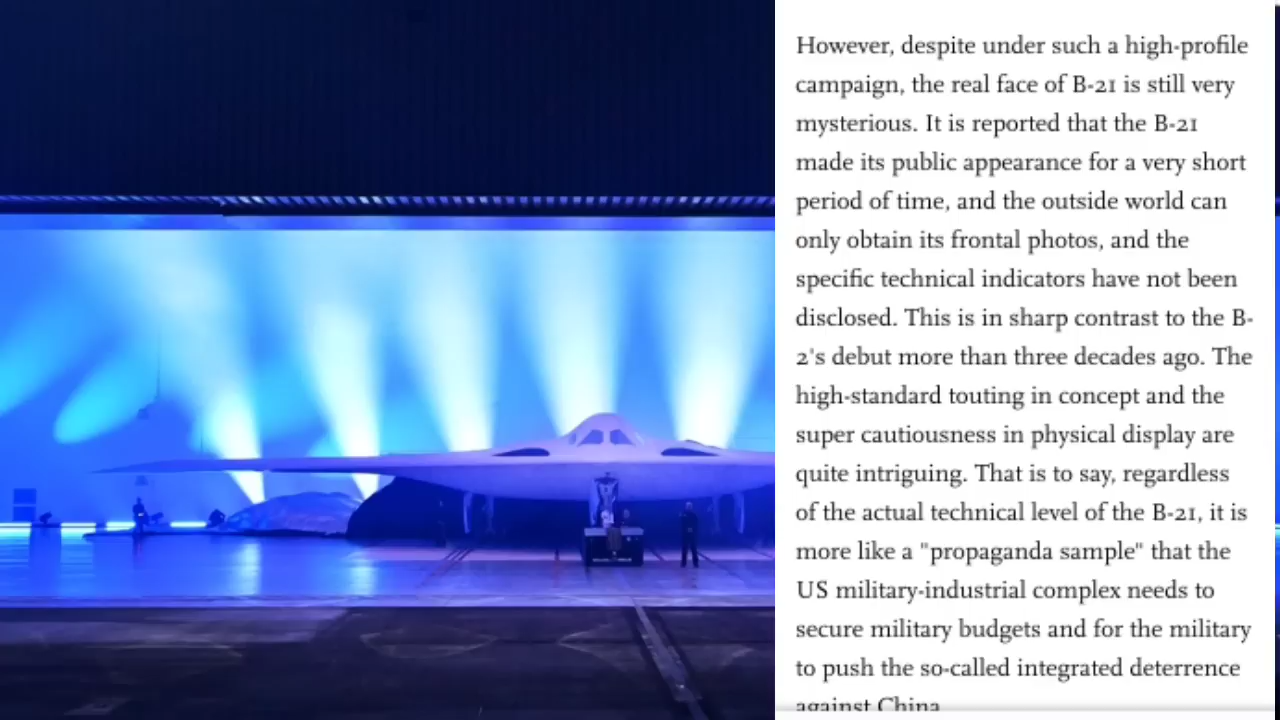 However, despite under such a high-profile
campaign, the real face of B-21 is still very
mysterious. It is reported that the B-21
made its public appearance for a very short
period of time, and the outside world can
only obtain its frontal photos, and the
specific technical indicators have not been
disclosed. This is in sharp contrast to the B-
2's debut more than three decades ago. The
high-standard touting in concept and the
super cautiousness in physical display are
quite intriguing. That is to say, regardless
of the actual technical level of the B-21, it is
more like a "propaganda sample" that the
US military-industrial complex needs to
secure military budgets and for the military
to push the so-called integrated deterrence
against China